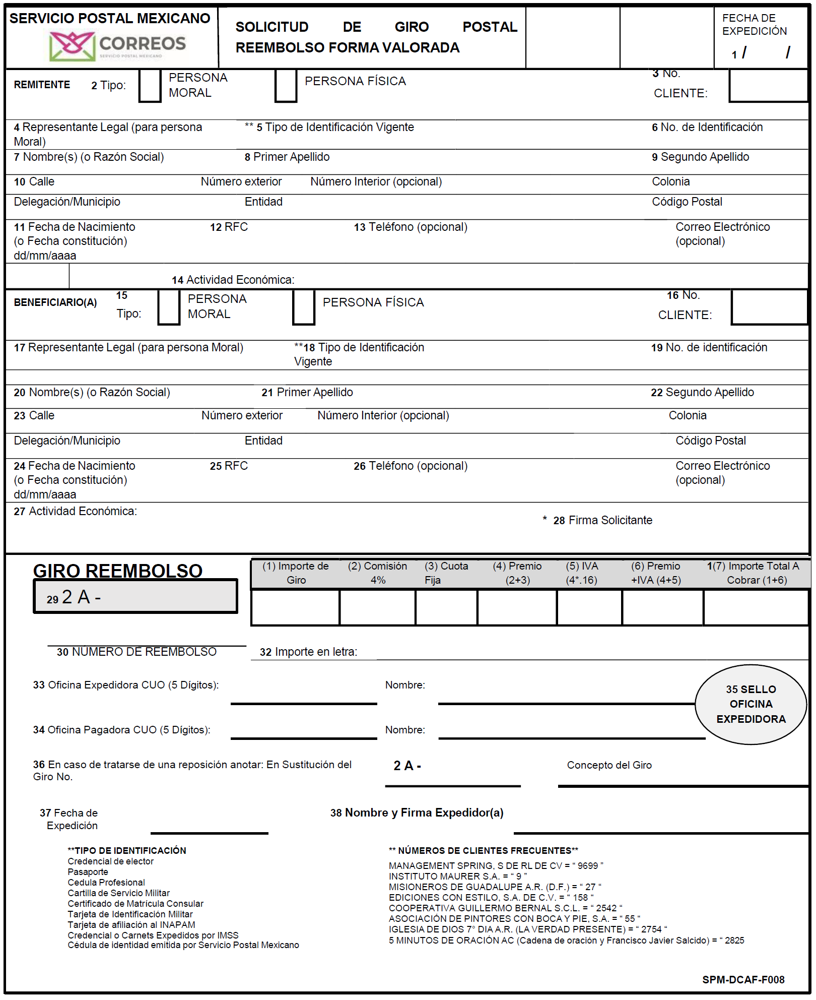 SERVICIO POSTAL MEXICANO
CORREOS
SERVICIO POSTAL MEXICANO
SOLICITUD DE GIRO POSTAL
REEMBOLSO FORMA VALORADA
FECHA DE
EXPEDICIÓN
1 / /
REMITENTE 2 Tipo: PERSONA
MORAL
PERSONA FÍSICA
3 No.
CLIENTE:
4 Representante Legal (para persona
Moral)
** 5 Tipo de Identificación Vigente
6 No. de Identificación
7 Nombre(s) (o Razón Social) 8 Primer Apellido 9 Segundo Apellido
10 Calle Número exterior Número Interior (opcional) Colonia
Delegación/Municipio Entidad Código Postal
11 Fecha de Nacimiento
(o Fecha constitución)
dd/mm/aaaa
12 RFC
13 Teléfono (opcional)
Correo Electrónico
(opcional)
14 Actividad Económica:
BENEFICIARIO(A)
15
Tipo:
PERSONA
MORAL
PERSONA FÍSICA
16 No.
CLIENTE:
17 Representante Legal (para persona Moral)
**18 Tipo de Identificación
Vigente
19 No. de identificación
20 Nombre(s) (o Razón Social) 21 Primer Apellido 22 Segundo Apellido
23 Calle Número exterior Número Interior (opcional) Colonia
Delegación/Municipio Entidad Código Postal
24 Fecha de Nacimiento
(o Fecha constitución)
dd/mm/aaaa
25 RFC
26 Teléfono (opcional)
Correo Electrónico
(opcional)
27 Actividad Económica:
* 28 Firma Solicitante
GIRO REEMBOLSO
29 2 A -
(1) Importe de
Giro
(2) Comisión
4%
(3) Cuota
Fija
(4) Premio
(2+3)
(5) IVA
(4*.16)
(6) Premio
+IVA (4+5)
1(7) Importe Total A
Cobrar (1+6)
30 NÚMERO DE REEMBOLSO
32 Importe en letra:
33 Oficina Expedidora CUO (5 Dígitos): Nombre:
34 Oficina Pagadora CUO (5 Dígitos): Nombre:
35 SELLO
OFICINA
EXPEDIDORA
36 En caso de tratarse de una reposición anotar: En Sustitución del
Giro No.
2 A -
Concepto del Giro
37 Fecha de
Expedición
38 Nombre y Firma Expedidor(a)
**TIPO DE IDENTIFICACIÓN
Credencial de elector
Pasaporte
Cedula Profesional
Cartilla de Servicio Militar
Certificado de Matrícula Consular
Tarjeta de Identificación Militar
Tarjeta de afiliación al INAPAM
Credencial o Carnets Expedidos por IMSS
Cédula de identidad emitida por Servicio Postal Mexicano
** NÚMEROS DE CLIENTES FRECUENTES**
MANAGEMENT SPRING, S DE RL DE CV = “ 9699 ”
INSTITUTO MAURER S.A. = “ 9 ”
MISIONEROS DE GUADALUPE A.R. (D.F.) = “ 27 “
EDICIONES CON ESTILO, S.A. DE C.V. = “ 158 “
COOPERATIVA GUILLERMO BERNAL S.C.L. = “ 2542 “
ASOCIACIÓN DE PINTORES CON BOCA Y PIE, S.A. = “ 55 “
IGLESIA DE DIOS 7° DIA A.R. (LA VERDAD PRESENTE) = “ 2754 “
5 MINUTOS DE ORACIÓN AC (Cadena de oración y Francisco Javier Salcido) = “ 2825
SPM-DCAF-F008